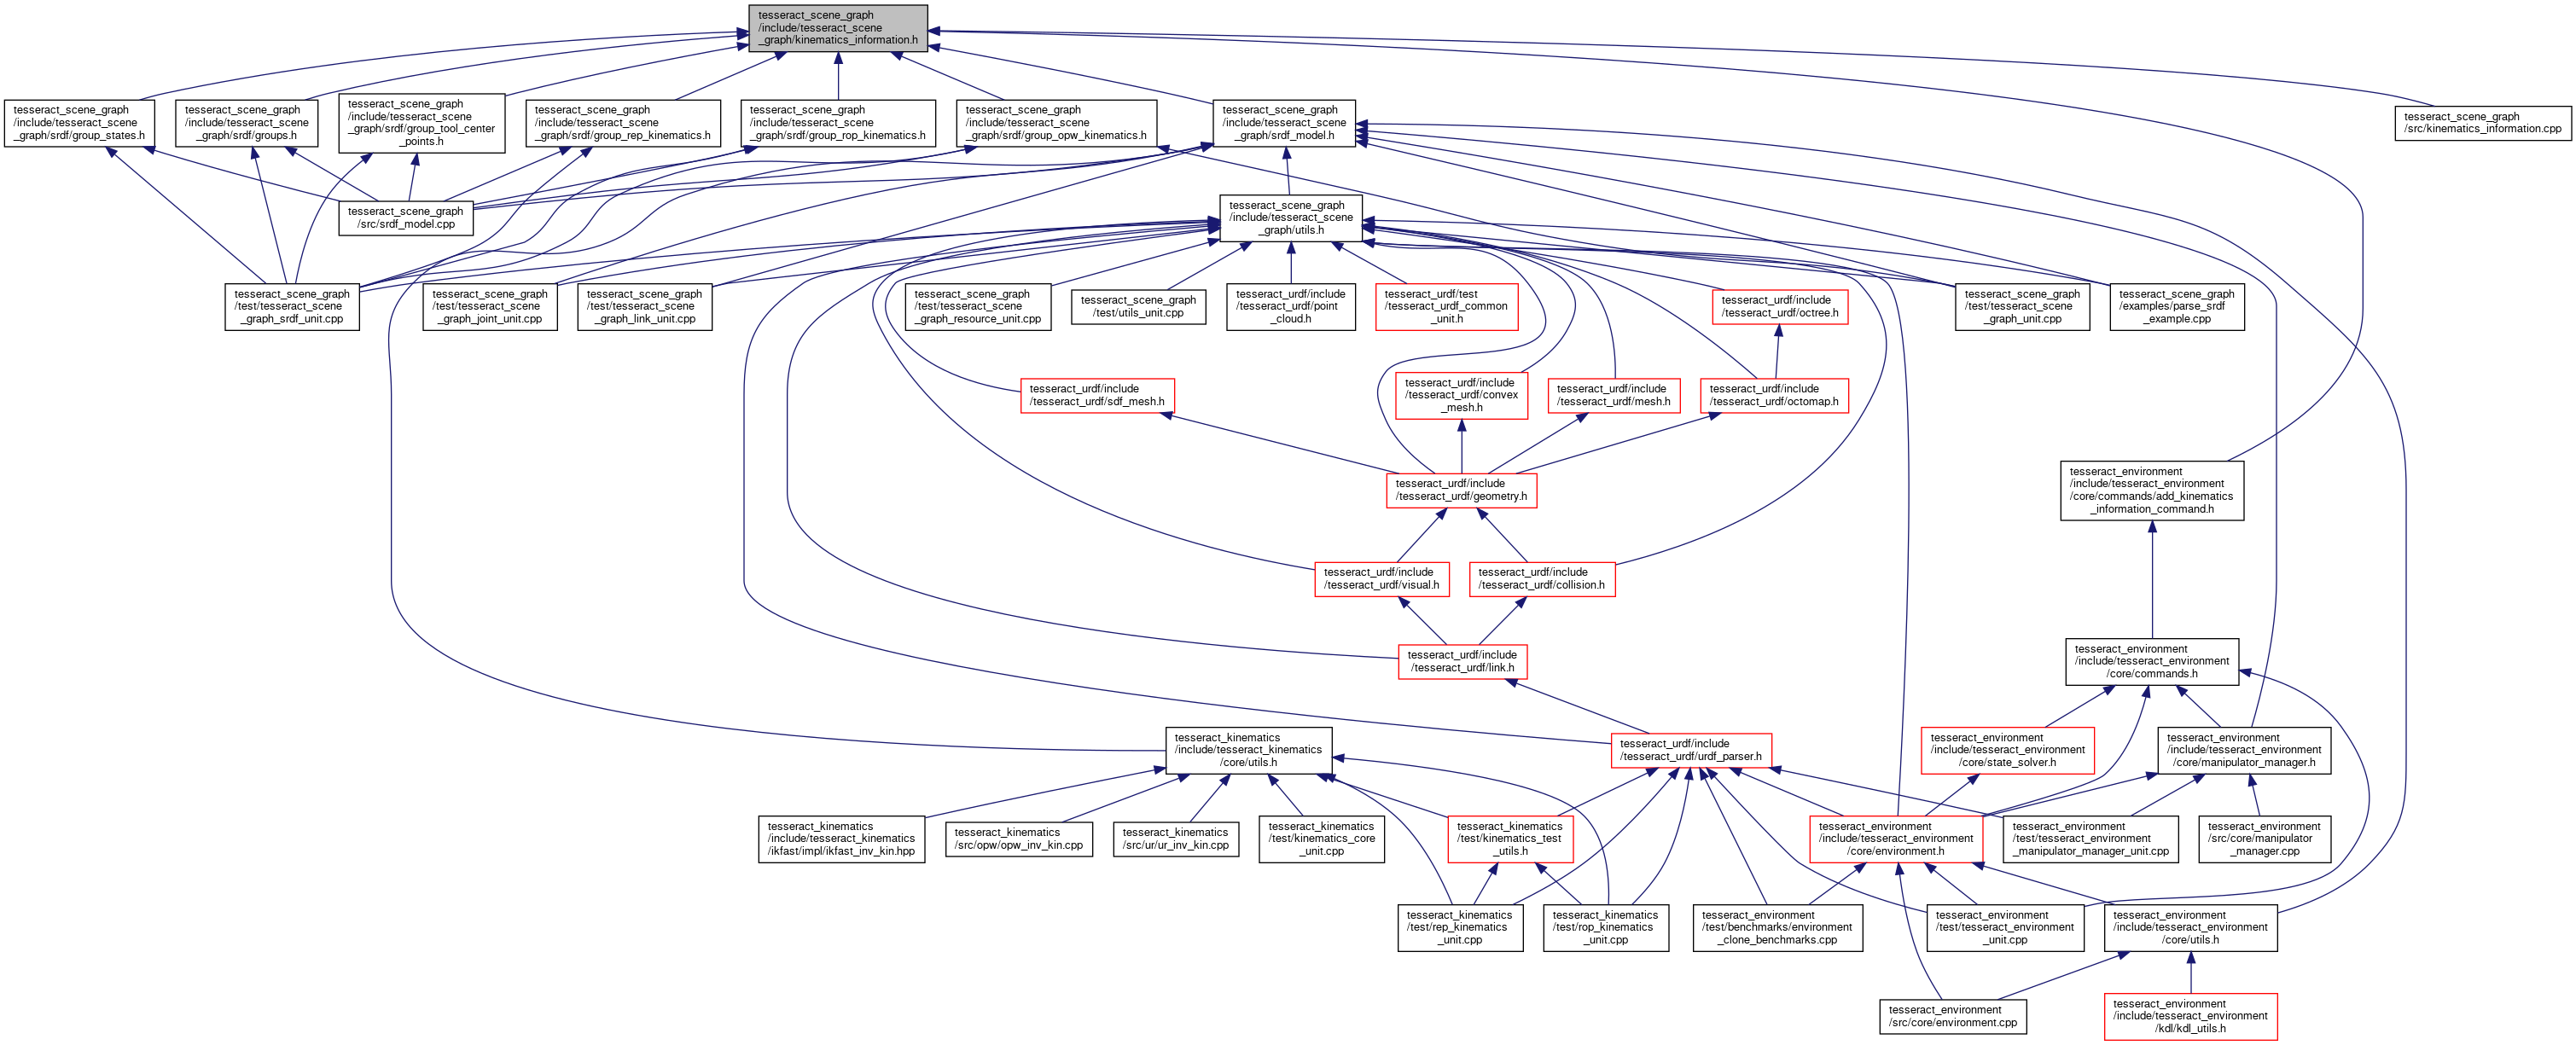 tesseract_scene_graph
/include/tesseract_scene
_graph/kinematics_information.h
tesseract_scene_graph
/include/tesseract_scene
_graph/srdf/group_states.h
tesseract_scene_graph
/include/tesseract_scene
_graph/srdf/groups.h
tesseract_scene_graph
/include/tesseract_scene
_graph/srdf/group_tool_center
_points.h
tesseract_scene_graph
/include/tesseract_scene
_graph/srdf/group_rep_kinematics.h
tesseract_scene_graph
/include/tesseract_scene
_graph/srdf/group_rop_kinematics.h
tesseract_scene_graph
/include/tesseract_scene
_graph/srdf/group_opw_kinematics.h
tesseract_scene_graph
/include/tesseract_scene
_graph/srdf_model.h
tesseract_scene_graph
/src/kinematics_information.cpp
tesseract_scene_graph
/src/srdf_model.cpp
tesseract_scene_graph
/include/tesseract_scene
_graph/utils.h
tesseract_scene_graph
/test/tesseract_scene
_graph_srdf_unit.cpp
tesseract_scene_graph
/test/tesseract_scene
_graph_joint_unit.cpp
tesseract_scene_graph
/test/tesseract_scene
_graph_link_unit.cpp
tesseract_scene_graph
/test/tesseract_scene
_graph_resource_unit.cpp
tesseract_scene_graph
/test/utils_unit.cpp
tesseract_urdf/include
/tesseract_urdf/point
_cloud.h
tesseract_urdf/test
/tesseract_urdf_common
_unit.h
tesseract_urdf/include
/tesseract_urdf/octree.h
tesseract_scene_graph
/test/tesseract_scene
_graph_unit.cpp
tesseract_scene_graph
/examples/parse_srdf
_example.cpp
tesseract_urdf/include
/tesseract_urdf/sdf_mesh.h
tesseract_urdf/include
/tesseract_urdf/convex
_mesh.h
tesseract_urdf/include
/tesseract_urdf/mesh.h
tesseract_urdf/include
/tesseract_urdf/octomap.h
tesseract_urdf/include
/tesseract_urdf/geometry.h
tesseract_environment
/include/tesseract_environment
/core/commands/add_kinematics
_information_command.h
tesseract_urdf/include
/tesseract_urdf/visual.h
tesseract_urdf/include
/tesseract_urdf/collision.h
tesseract_urdf/include
/tesseract_urdf/link.h
tesseract_environment
/include/tesseract_environment
/core/commands.h
tesseract_kinematics
/include/tesseract_kinematics
/core/utils.h
tesseract_urdf/include
/tesseract_urdf/urdf_parser.h
tesseract_environment
/include/tesseract_environment
/core/state_solver.h
tesseract_environment
/include/tesseract_environment
/core/manipulator_manager.h
tesseract_kinematics
/include/tesseract_kinematics
/ikfast/impl/ikfast_inv_kin.hpp
tesseract_kinematics
/src/opw/opw_inv_kin.cpp
tesseract_kinematics
/src/ur/ur_inv_kin.cpp
tesseract_kinematics
/test/kinematics_core
_unit.cpp
tesseract_kinematics
/test/kinematics_test
_utils.h
tesseract_environment
/include/tesseract_environment
/core/environment.h
tesseract_environment
/test/tesseract_environment
_manipulator_manager_unit.cpp
tesseract_environment
/src/core/manipulator
_manager.cpp
tesseract_kinematics
/test/rep_kinematics
_unit.cpp
tesseract_kinematics
/test/rop_kinematics
_unit.cpp
tesseract_environment
/test/benchmarks/environment
_clone_benchmarks.cpp
tesseract_environment
/test/tesseract_environment
_unit.cpp
tesseract_environment
/include/tesseract_environment
/core/utils.h
tesseract_environment
/src/core/environment.cpp
tesseract_environment
/include/tesseract_environment
/kdl/kdl_utils.h